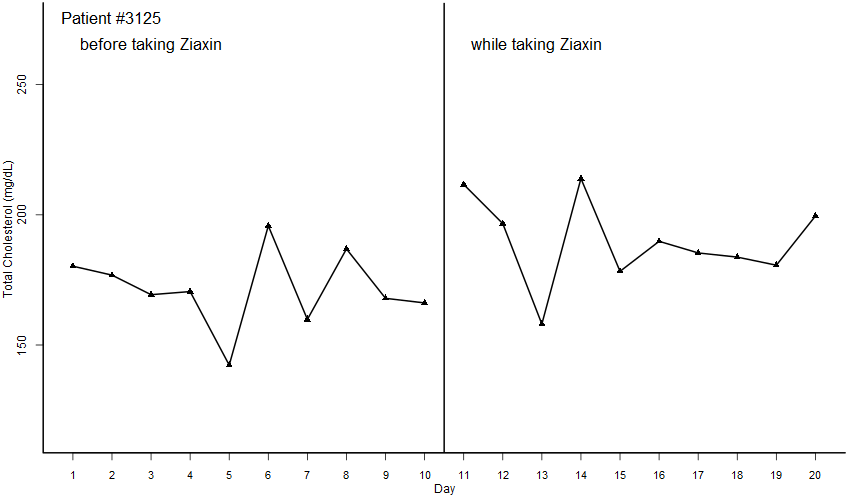 Patient #3125
before taking Ziaxin
while taking Ziaxin
Total Cholesterol (mg/dL)
250
200
150
1 2 3 4 5 6 7 8 9 10 11 12 13 14 15 16 17 18 19 20
Day